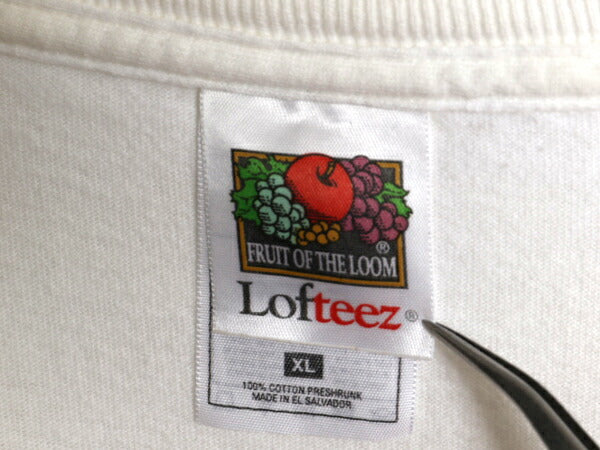 FRUIT OF THE LOOM ®
Lofteez ®
XL
100% COTTON PRESHRUNK
MADE IN EL SALVADOR